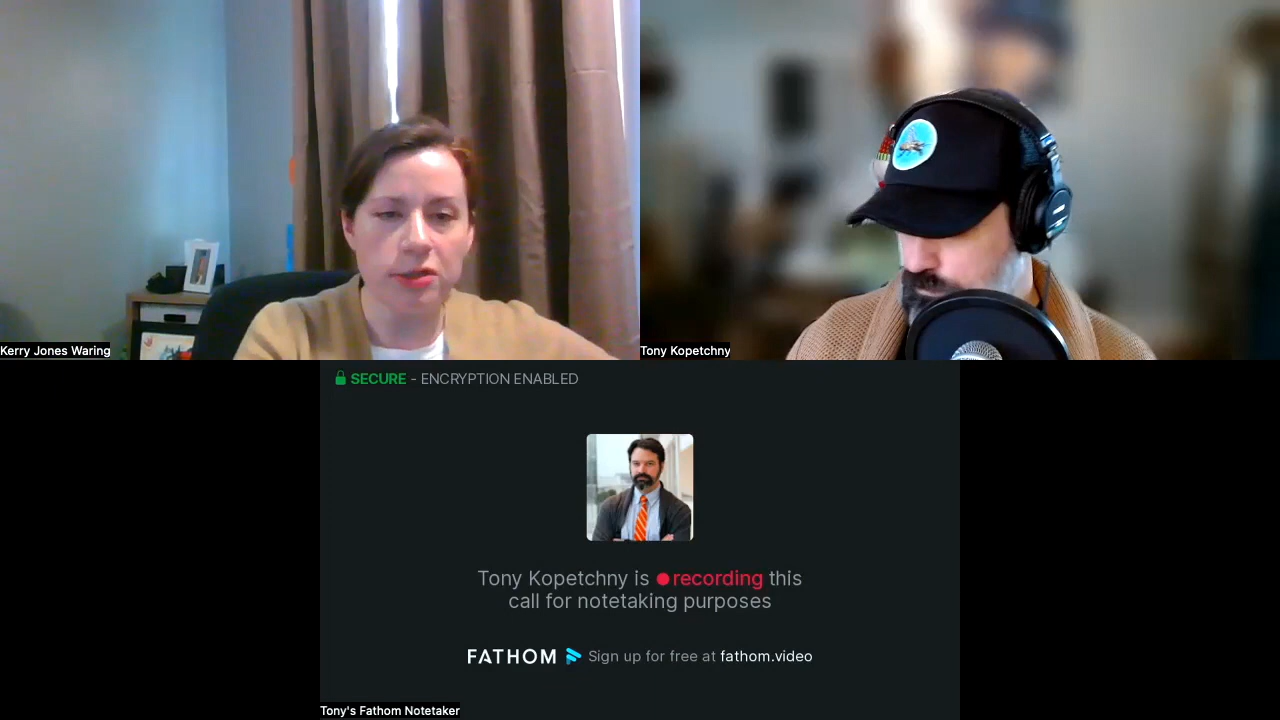 Kerry Jones Waring
Tony Kopetchny
SECURE - ENCRYPTION ENABLED
Tony Kopetchny is recording this
call for notetaking purposes
FATHOM Sign up for free at fathom.video
Tony's Fathom Notetaker